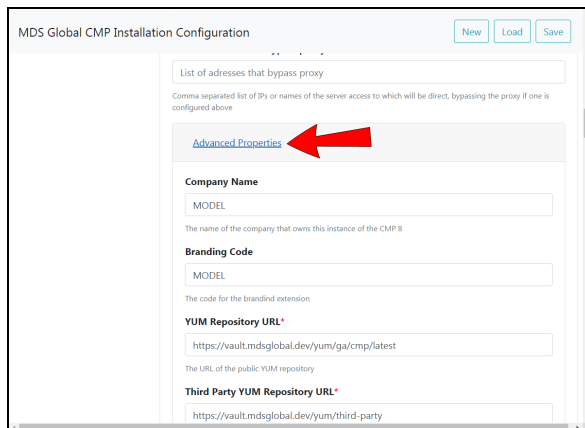 MDS Global CMP Installation Configuration
New Load Save
List of adresses that bypass proxy
Comma separated list of IPs or names of the server access to which will be direct, bypassing the proxy if one is
configured above
Advanced Properties
Company Name
MODEL
The name of the company that owns this instance of the CMP 8
Branding Code
MODEL
The code for the brandind extension
YUM Repository URL*
https://vault.mdsglobal.dev/yum/ga/cmp/latest
The URL of the public YUM repository
Third Party YUM Repository URL*
https://vault.mdsglobal.dev/yum/third-party